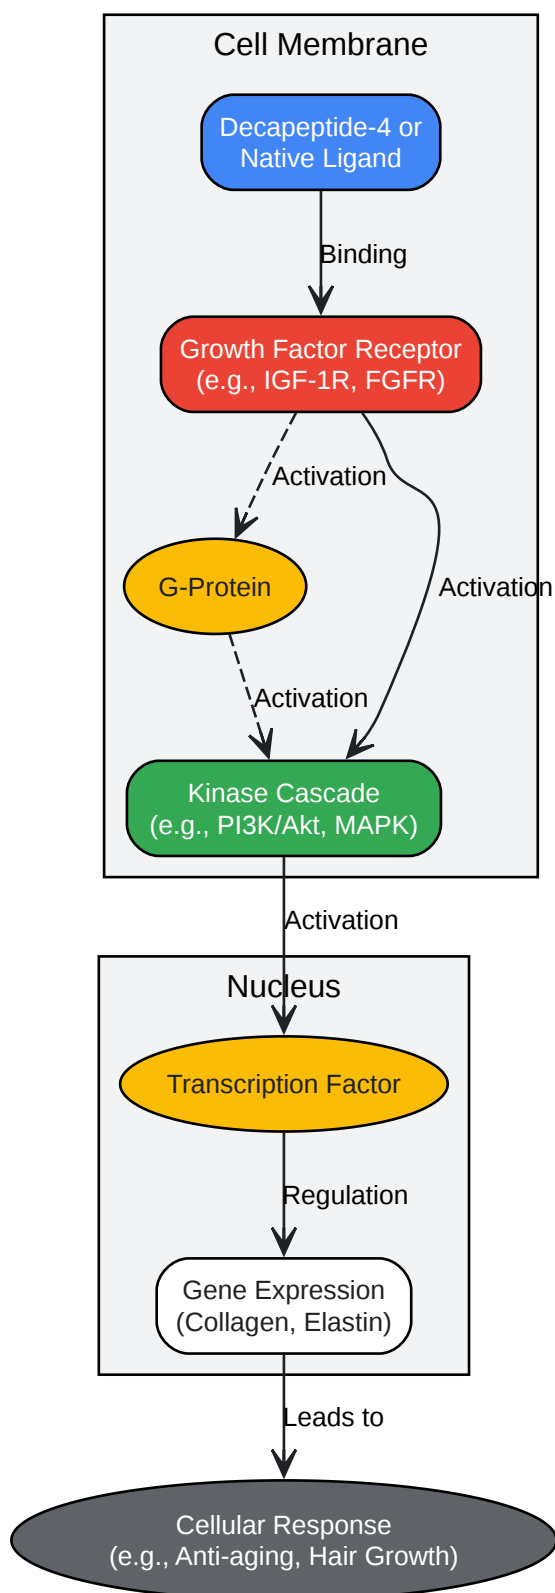 Cell Membrane
Decapeptide-4 or
Native Ligand
Binding
Growth Factor Receptor
(e.g., IGF-1R, FGFR)
Activation
G-Protein
Activation
Activation
Kinase Cascade
(e.g., PI3K/Akt, MAPK)
Activation
Nucleus
Transcription Factor
Regulation
Gene Expression
(Collagen, Elastin)
Leads to
Cellular Response
(e.g., Anti-aging, Hair Growth)